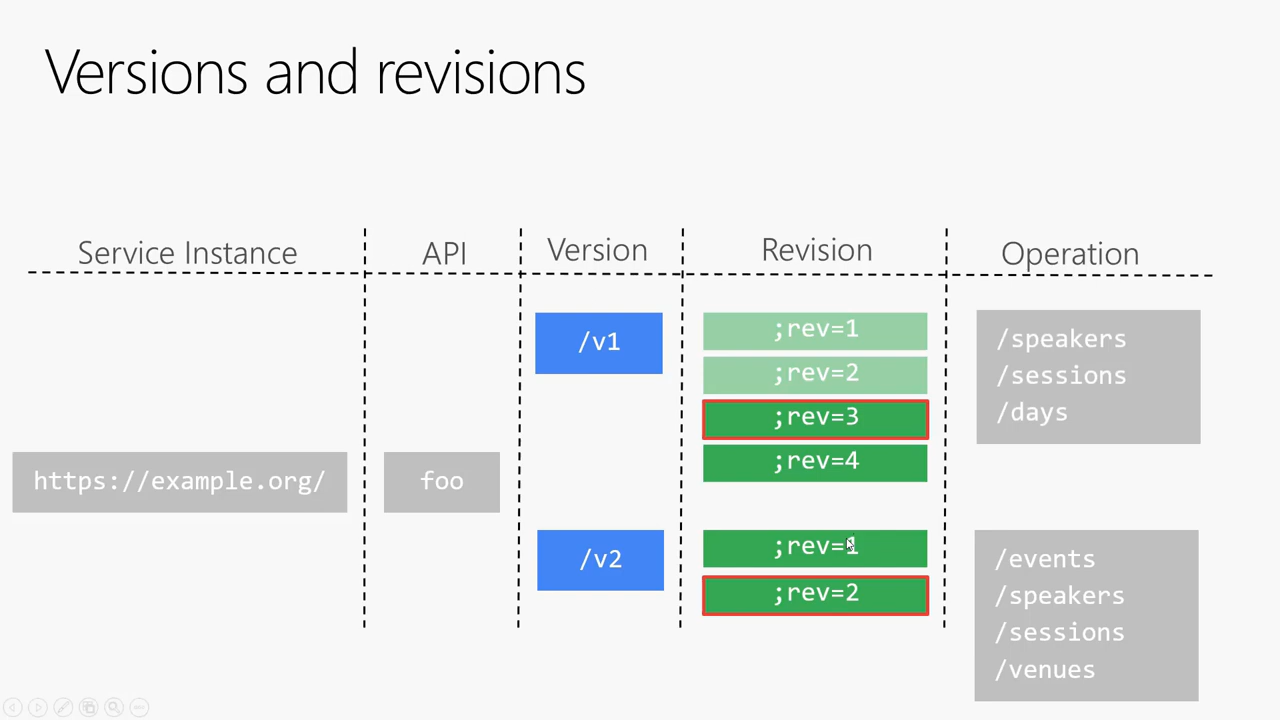 Versions and revisions
Service Instance
API
Version
Revision
Operation
https://example.org/
foo
/v1
;rev=1
;rev=2
;rev=3
;rev=4
/speakers
/sessions
/days
/v2
;rev=1
;rev=2
/events
/speakers
/sessions
/venues